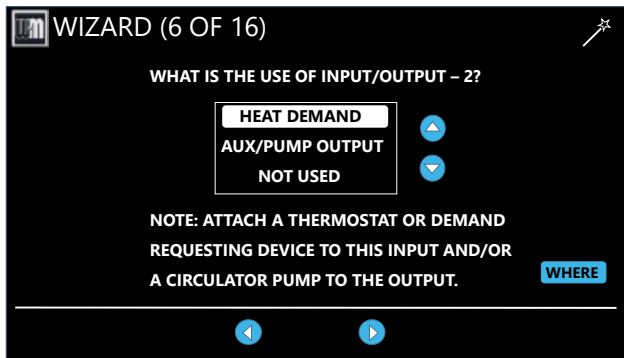 WIZARD (6 OF 16)
WHAT IS THE USE OF INPUT/OUTPUT – 2?
HEAT DEMAND
AUX/PUMP OUTPUT
NOT USED
NOTE: ATTACH A THERMOSTAT OR DEMAND
REQUESTING DEVICE TO THIS INPUT AND/OR
A CIRCULATOR PUMP TO THE OUTPUT.
WHERE